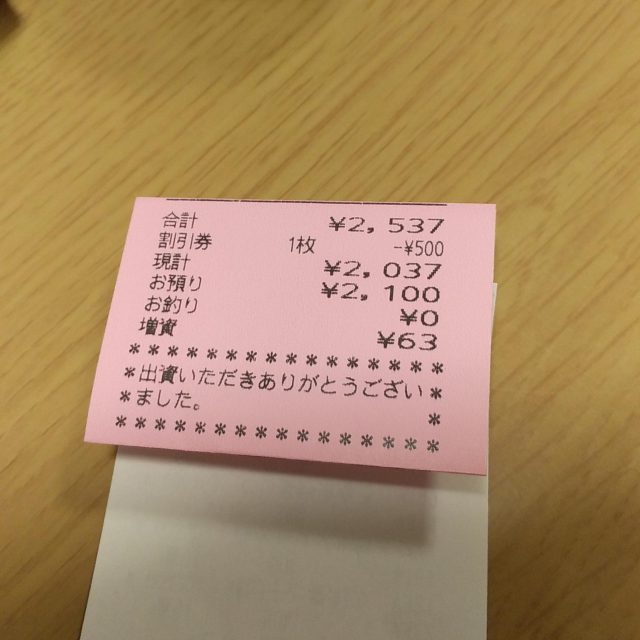 合計 ¥2,537
割引券 1枚 -¥500
現計 ¥2,037
お預り ¥2,100
お釣り ¥0
増資 ¥63
****************
*出資いただきありがとうござい*
*ました。 *
****************